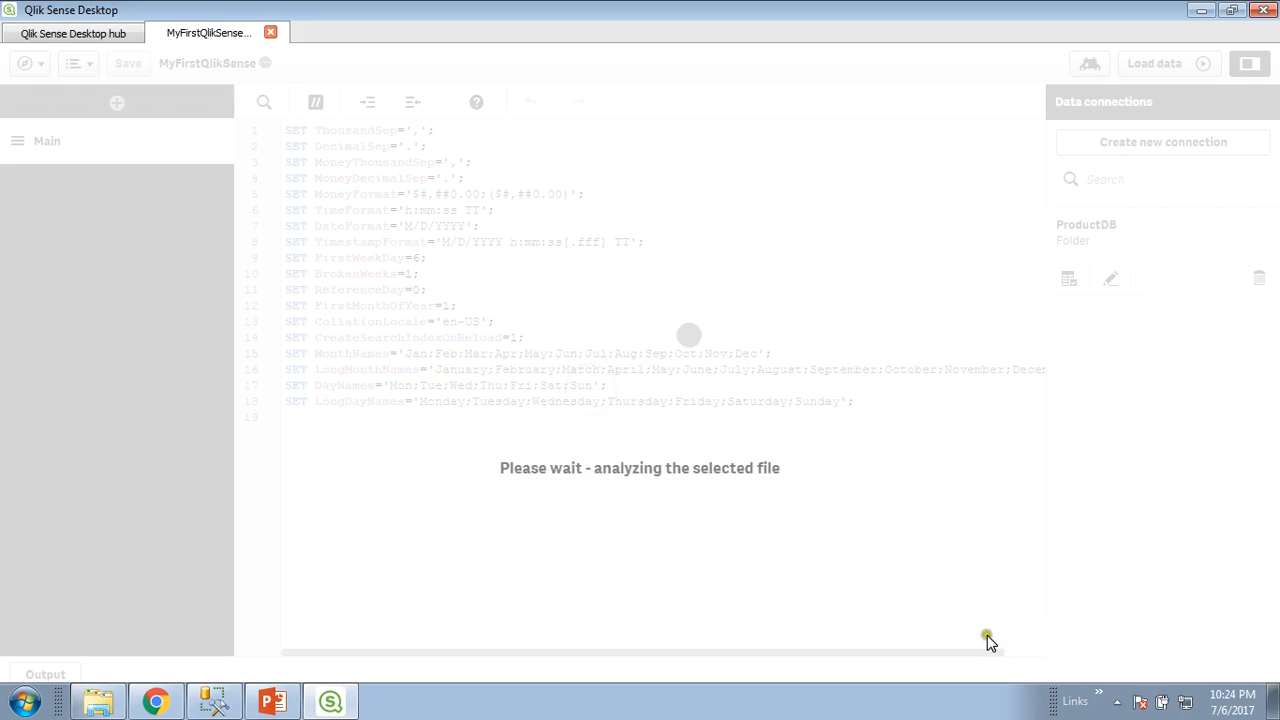 Qlik Sense Desktop
Qlik Sense Desktop hub
MyFirstQlikSense...
Save
MyFirstQlikSense
Load data
//
?
Data connections
Create new connection
Search
ProductDB
Folder
Main
1 SET ThousandSep=',';
2 SET DecimalSep='.';
3 SET MoneyThousandSep=',';
4 SET MoneyDecimalSep='.';
5 SET MoneyFormat='$#,##0.00;($#,##0.00)';
6 SET TimeFormat='h:mm:ss TT';
7 SET DateFormat='M/D/YYYY';
8 SET TimestampFormat='M/D/YYYY h:mm:ss[.fff] TT';
9 SET FirstWeekDay=6;
10 SET BrokenWeeks=1;
11 SET ReferenceDay=0;
12 SET FirstMonthOfYear=1;
13 SET CollationLocale='en-US';
14 SET CreateSearchIndexOnReload=1;
15 SET MonthNames='Jan;Feb;Mar;Apr;May;Jun;Jul;Aug;Sep;Oct;Nov;Dec';
16 SET LongMonthNames='January;February;March;April;May;June;July;August;September;October;November;Decem
17 SET DayNames='Mon;Tue;Wed;Thu;Fri;Sat;Sun';
18 SET LongDayNames='Monday;Tuesday;Wednesday;Thursday;Friday;Saturday;Sunday';
19
Please wait - analyzing the selected file
Output
Links
10:24 PM
7/6/2017